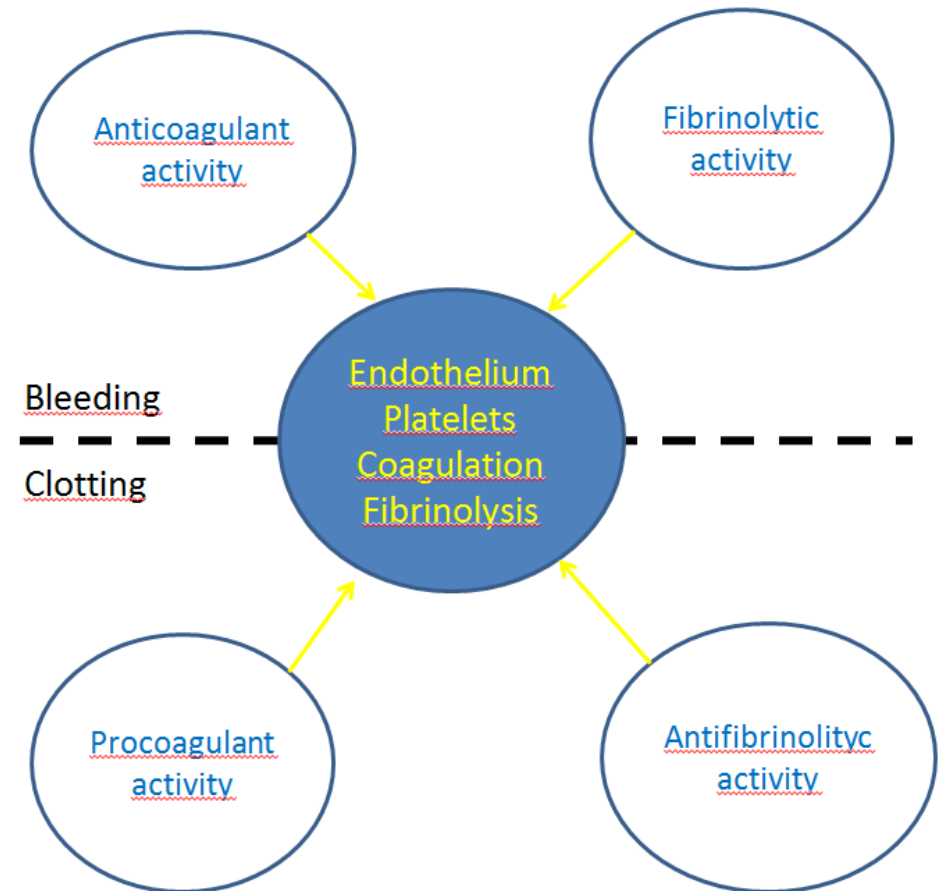 Anticoagulant
activity
Fibrinolytic
activity
Endothelium
Platelets
Coagulation
Fibrinolysis
Bleeding
Clotting
Procoagulant
activity
Antifibrinolityc
activity